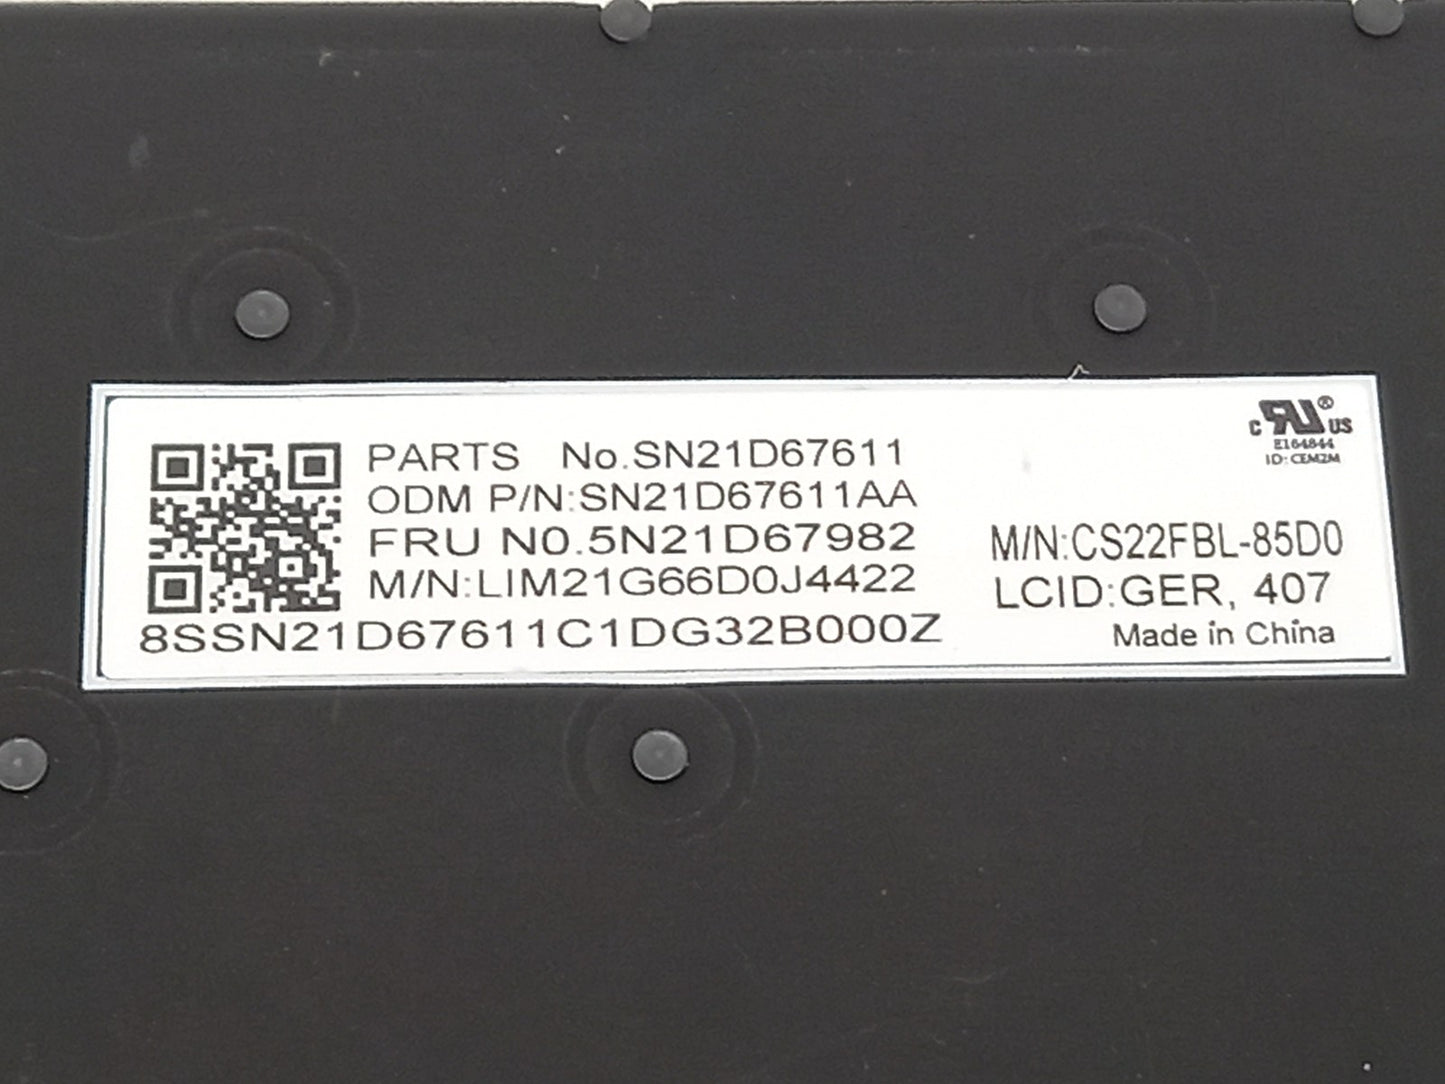 PARTS No.SN21D67611
ODM P/N:SN21D67611AA
FRU N0.5N21D67982
M/N:LIM21G66D0J4422
8SSN21D67611C1DG32B000Z
c RU ® US
E164844
ID: CEM2M
M/N:CS22FBL-85D0
LCID:GER, 407
Made in China